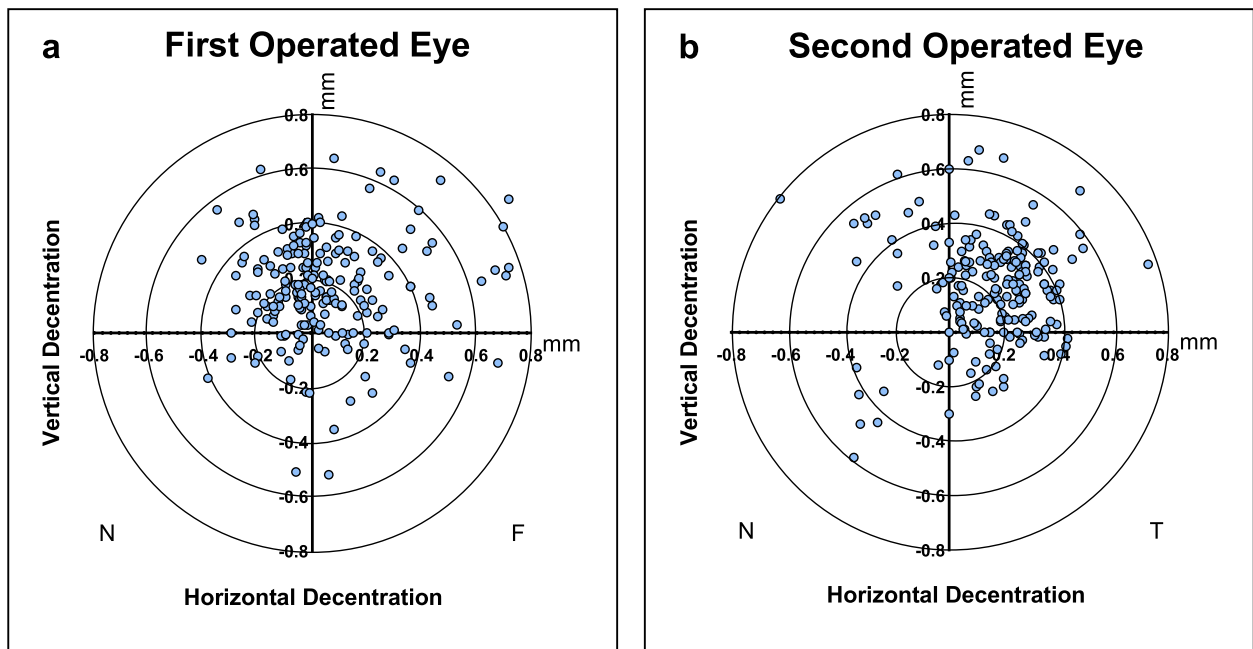 a First Operated Eye
mm
0.8
0.6
0.4
0.2
-0.8 -0.6 -0.4 -0.2 0.2 0.4 0.6 0.8 mm
-0.2
-0.4
-0.6
-0.8
Vertical Decentration
N F
Horizontal Decentration
b Second Operated Eye
mm
0.8
0.6
0.4
0.2
-0.8 -0.6 -0.4 -0.2 0.2 0.4 0.6 0.8 mm
-0.2
-0.4
-0.6
-0.8
Vertical Decentration
N T
Horizontal Decentration